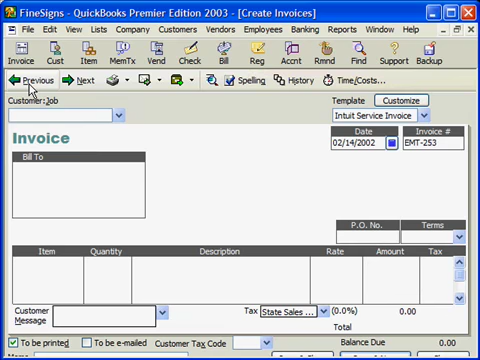 FineSigns - QuickBooks Premier Edition 2003 - [Create Invoices]
File Edit View Lists Company Customers Vendors Employees Banking Reports Window Help
Invoice Cust Item MemTx Vend Check Bill Reg Accnt Rmnd Find Support Backup
Previous Next Spelling History Time/Costs...
Customer:Job Template Customize
Intuit Service Invoice
Invoice Date Invoice #
02/14/2002 EMT-253
Bill To
P.O. No. Terms
Item Quantity Description Rate Amount Tax
Customer Message Tax State Sales ... (0.0%) 0.00
Total
To be printed To be e-mailed Customer Tax Code Balance Due 0.00